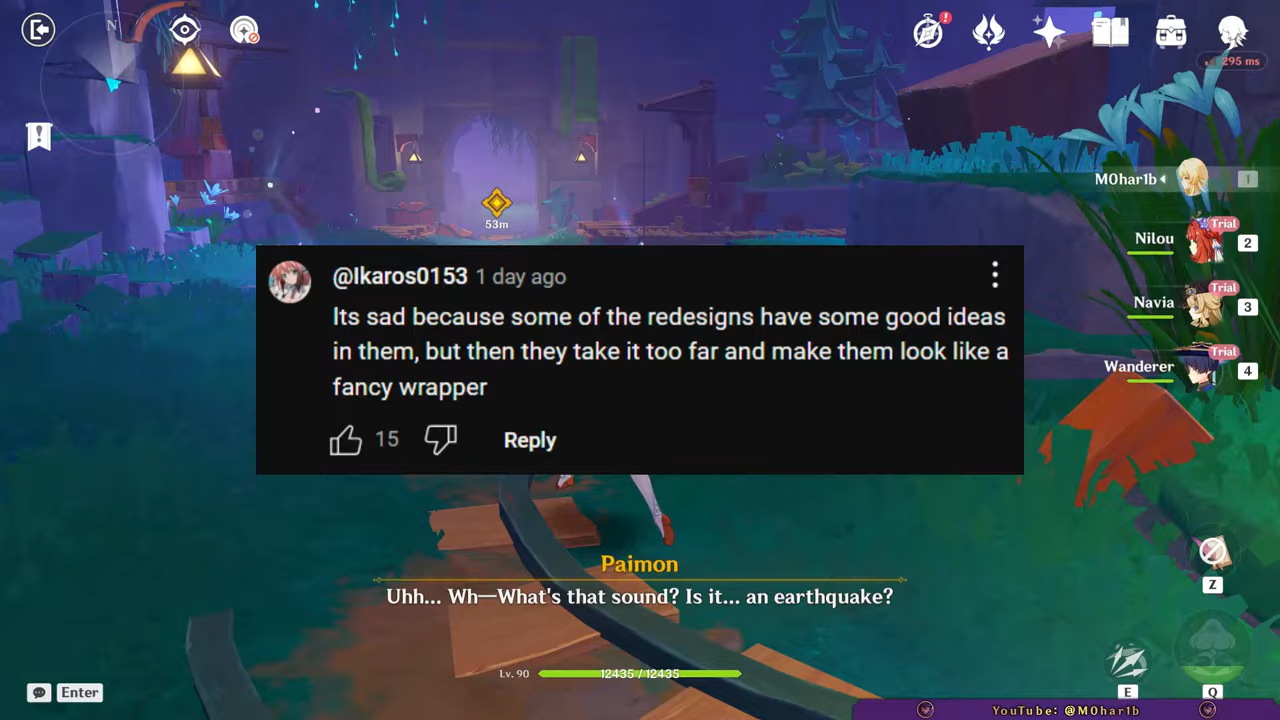 N
295 ms
53m
M0har1b
1
Nilou
Trial
2
Navia
Trial
3
Wanderer
Trial
4
@Ikaros0153 1 day ago
Its sad because some of the redesigns have some good ideas
in them, but then they take it too far and make them look like a
fancy wrapper
15
Reply
Paimon
Uhh... Wh—What's that sound? Is it... an earthquake?
Z
Lv. 90
12435 / 12435
Enter
E
Q
YouTube: @M0har1b